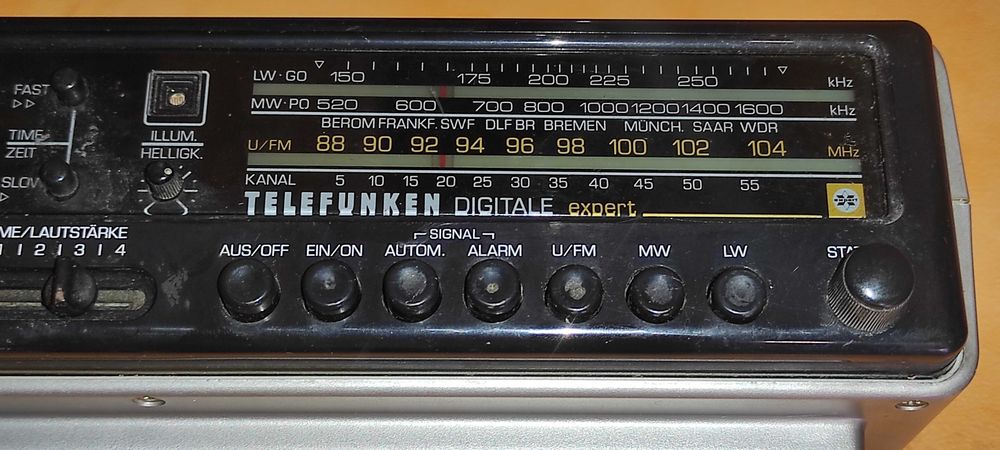 FAST
TIME
ZEIT
SLOW
ILLUM.
HELLIGK.
LW·GO 150 175 200 225 250 kHz
MW·PO 520 600 700 800 1000 1200 1400 1600 kHz
BEROM FRANKF. SWF DLF BR BREMEN MÜNCH. SAAR WDR
U/FM 88 90 92 94 96 98 100 102 104 MHz
KANAL 5 10 15 20 25 30 35 40 45 50 55
TELEFUNKEN DIGITALE expert
expert
ME/LAUTSTÄRKE
1 I 2 I 3 I 4
SIGNAL
AUS/OFF EIN/ON AUTOM. ALARM U/FM MW LW STA